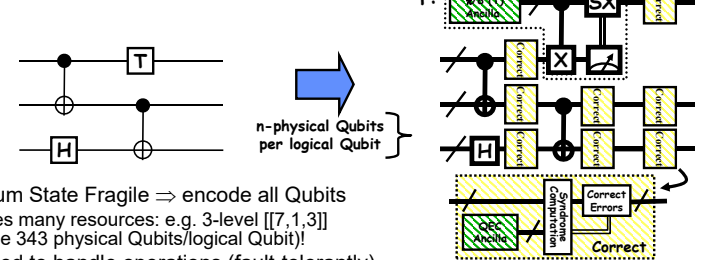 Ancilla
SX
Correct
T
Correct
X
n-physical Qubits
per logical Qubit
Correct
Correct
Correct
H
H
Correct
Correct
Correct
um State Fragile ⇒ encode all Qubits
es many resources: e.g. 3-level [[7,1,3]]
e 343 physical Qubits/logical Qubit)!
ed to handle operations (fault-tolerantly)
QEC
Ancilla
Syndrome
Computation
Correct
Errors
Correct